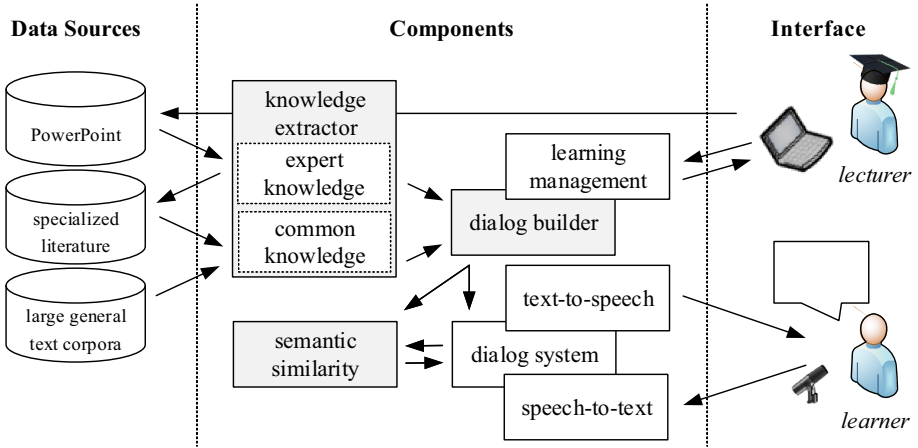 Data Sources
Components
Interface
PowerPoint
specialized
literature
large general
text corpora
knowledge
extractor
expert
knowledge
common
knowledge
learning
management
dialog builder
text-to-speech
semantic
similarity
dialog system
speech-to-text
lecturer
learner